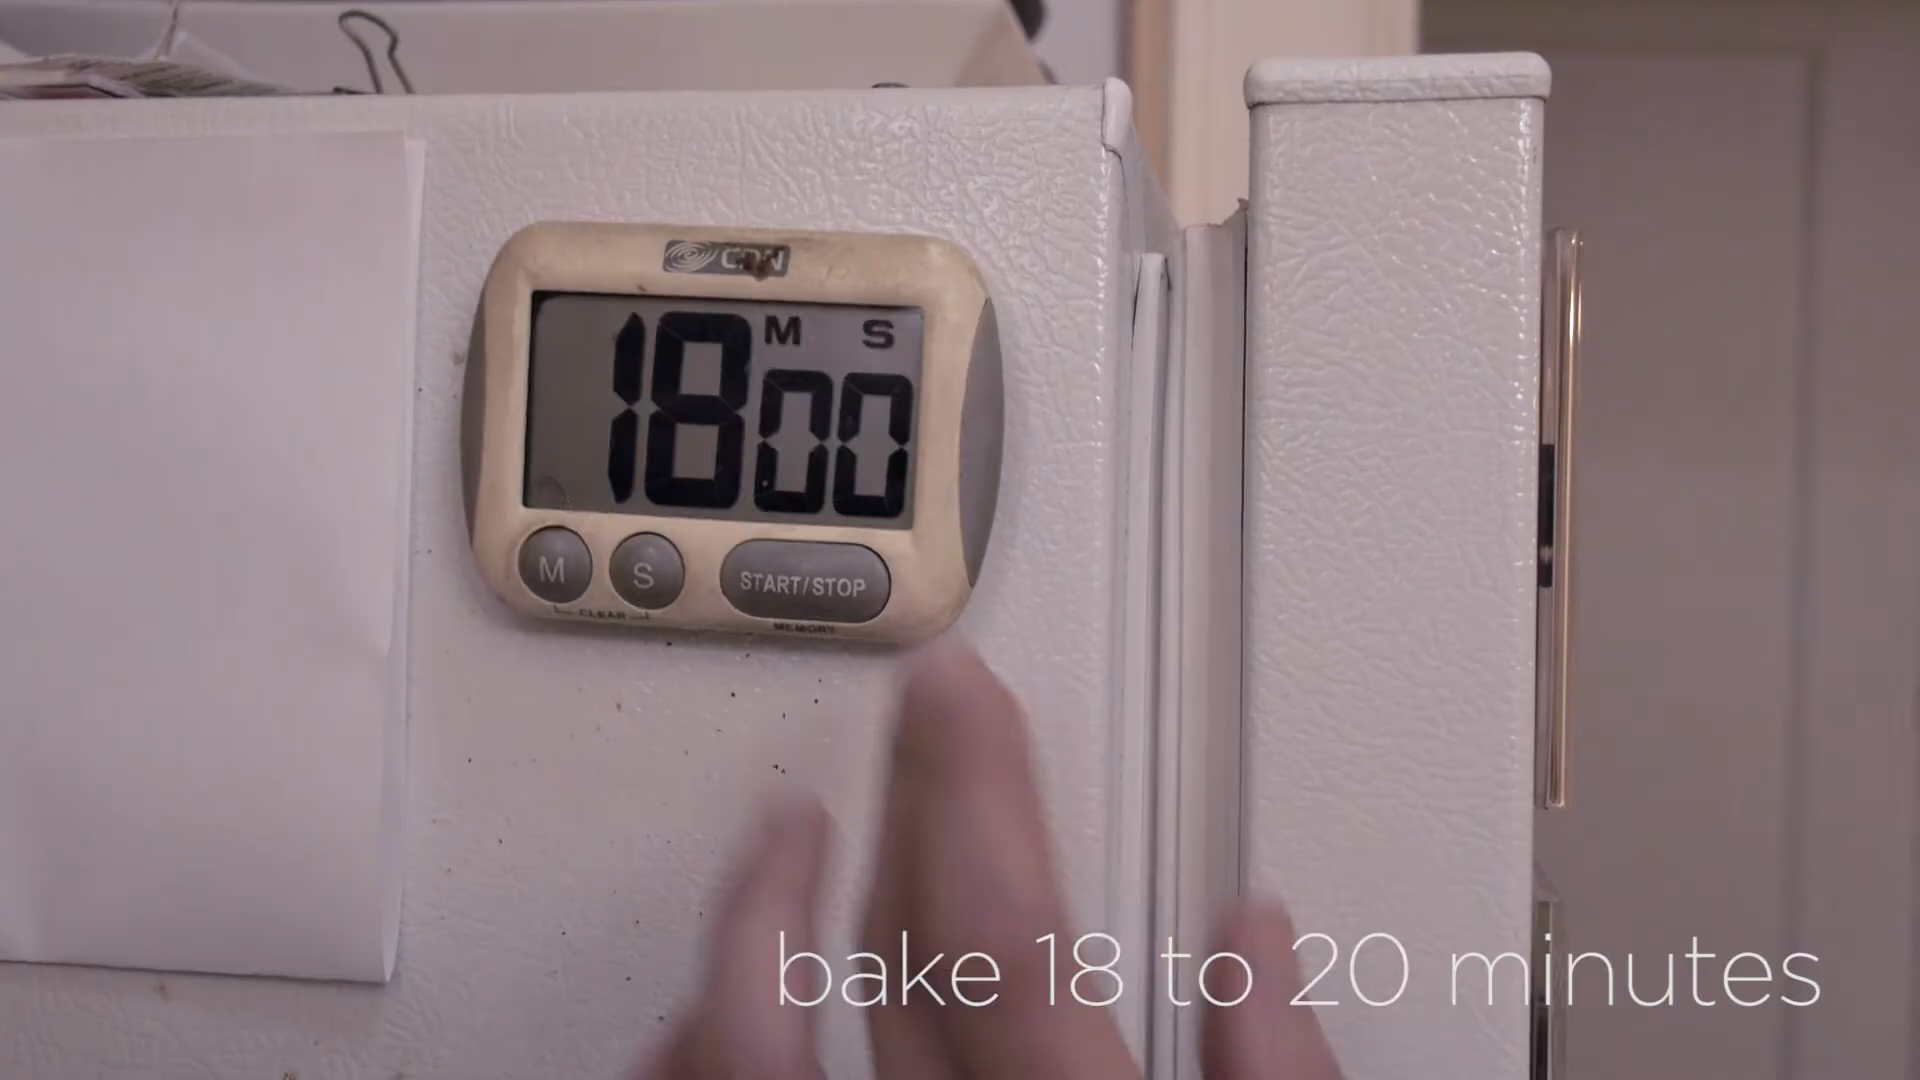 CDN
M S
18 00
M S START/STOP
CLEAR
MEMORY
bake 18 to 20 minutes